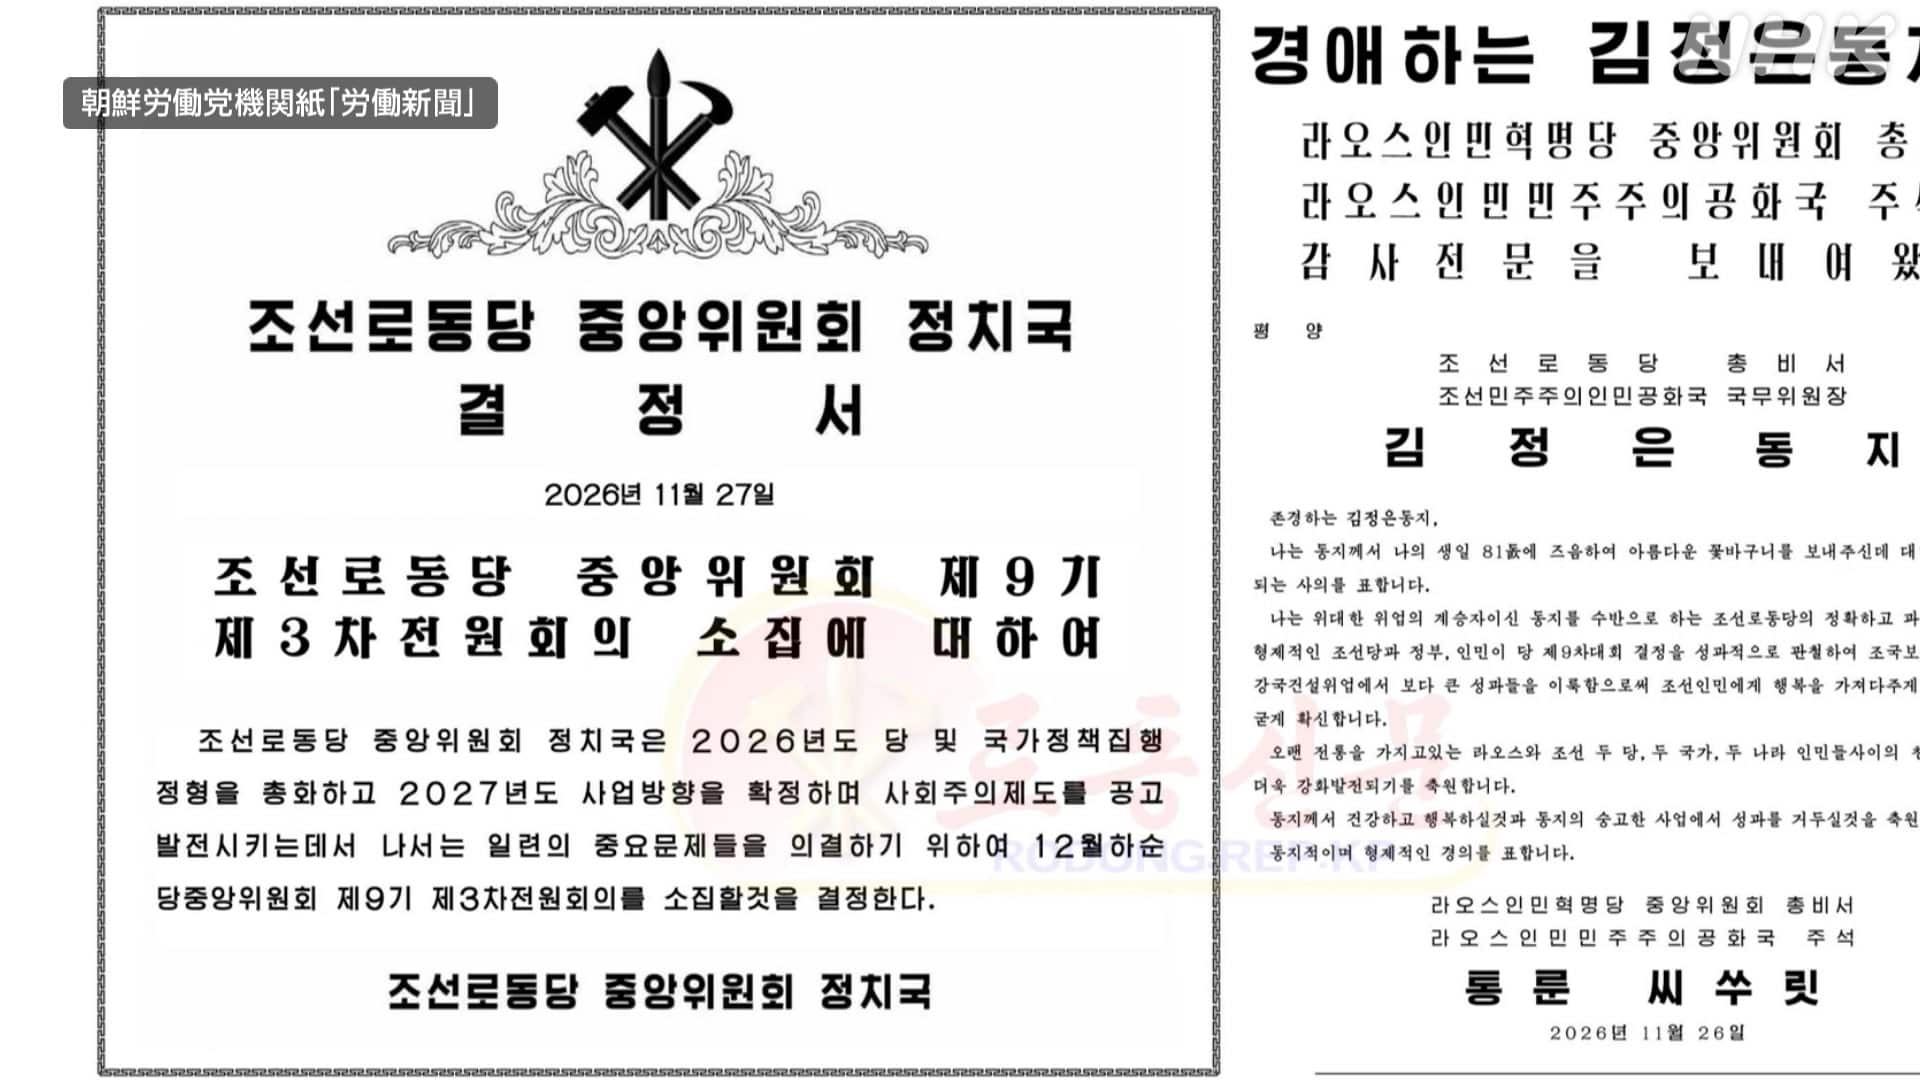 朝鮮労働党機関紙「労働新聞」
조선로동당 중앙위원회 정치국
결 정 서
2026년 11월 27일
조선로동당 중앙위원회 제9기
제3차전원회의 소집에 대하여
조선로동당 중앙위원회 정치국은 2026년도 당 및 국가정책집행
정형을 총화하고 2027년도 사업방향을 확정하며 사회주의제도를 공고
발전시키는데서 나서는 일련의 중요문제들을 의결하기 위하여 12월하순
당중앙위원회 제9기 제3차전원회의를 소집할것을 결정한다.
조선로동당 중앙위원회 정치국
로동신문
RODONG.REP.KP
NHK
경애하는 김정은동지
라오스인민혁명당 중앙위원회 총
라오스인민민주주의공화국 주석
감사전문을 보내여왔
평 양
조선로동당 총비서
조선민주주의인민공화국 국무위원장
김정은동지
존경하는 김정은동지,
나는 동지께서 나의 생일 81돐에 즈음하여 아름다운 꽃바구니를 보내주신데 대
되는 사의를 표합니다.
나는 위대한 위업의 계승자이신 동지를 수반으로 하는 조선로동당의 정확하고 과
형제적인 조선당과 정부, 인민이 당 제9차대회 결정을 성과적으로 관철하여 조국보
강국건설위업에서 보다 큰 성과들을 이룩함으로써 조선인민에게 행복을 가져다주게
굳게 확신합니다.
오랜 전통을 가지고있는 라오스와 조선 두 당, 두 국가, 두 나라 인민들사이의 친
더욱 강화발전되기를 축원합니다.
동지께서 건강하고 행복하실것과 동지의 숭고한 사업에서 성과를 거두실것을 축원
동지적이며 형제적인 경의를 표합니다.
라오스인민혁명당 중앙위원회 총비서
라오스인민민주주의공화국 주석
통룬 씨쑤릿
2026년 11월 26일